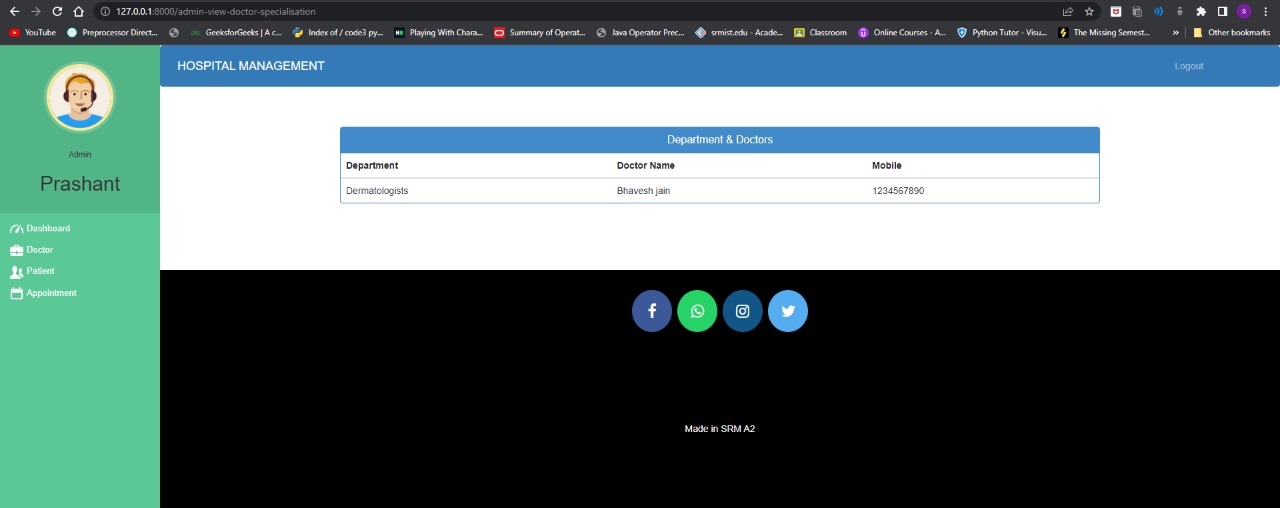 127.0.0.1:8000/admin-view-doctor-specialisation
YouTube Preprocessor Direct... GeeksforGeeks | A c... Index of / code3 py... Playing With Chara... Summary of Operat... Java Operator Prec... srmist.edu - Acade... Classroom Online Courses - A... Python Tutor - Visu... The Missing Semest... » Other bookmarks
HOSPITAL MANAGEMENT Logout
Admin
Prashant
Dashboard
Doctor
Patient
Appointment
Department & Doctors
Department Doctor Name Mobile
Dermatologists Bhavesh jain 1234567890
Made in SRM A2